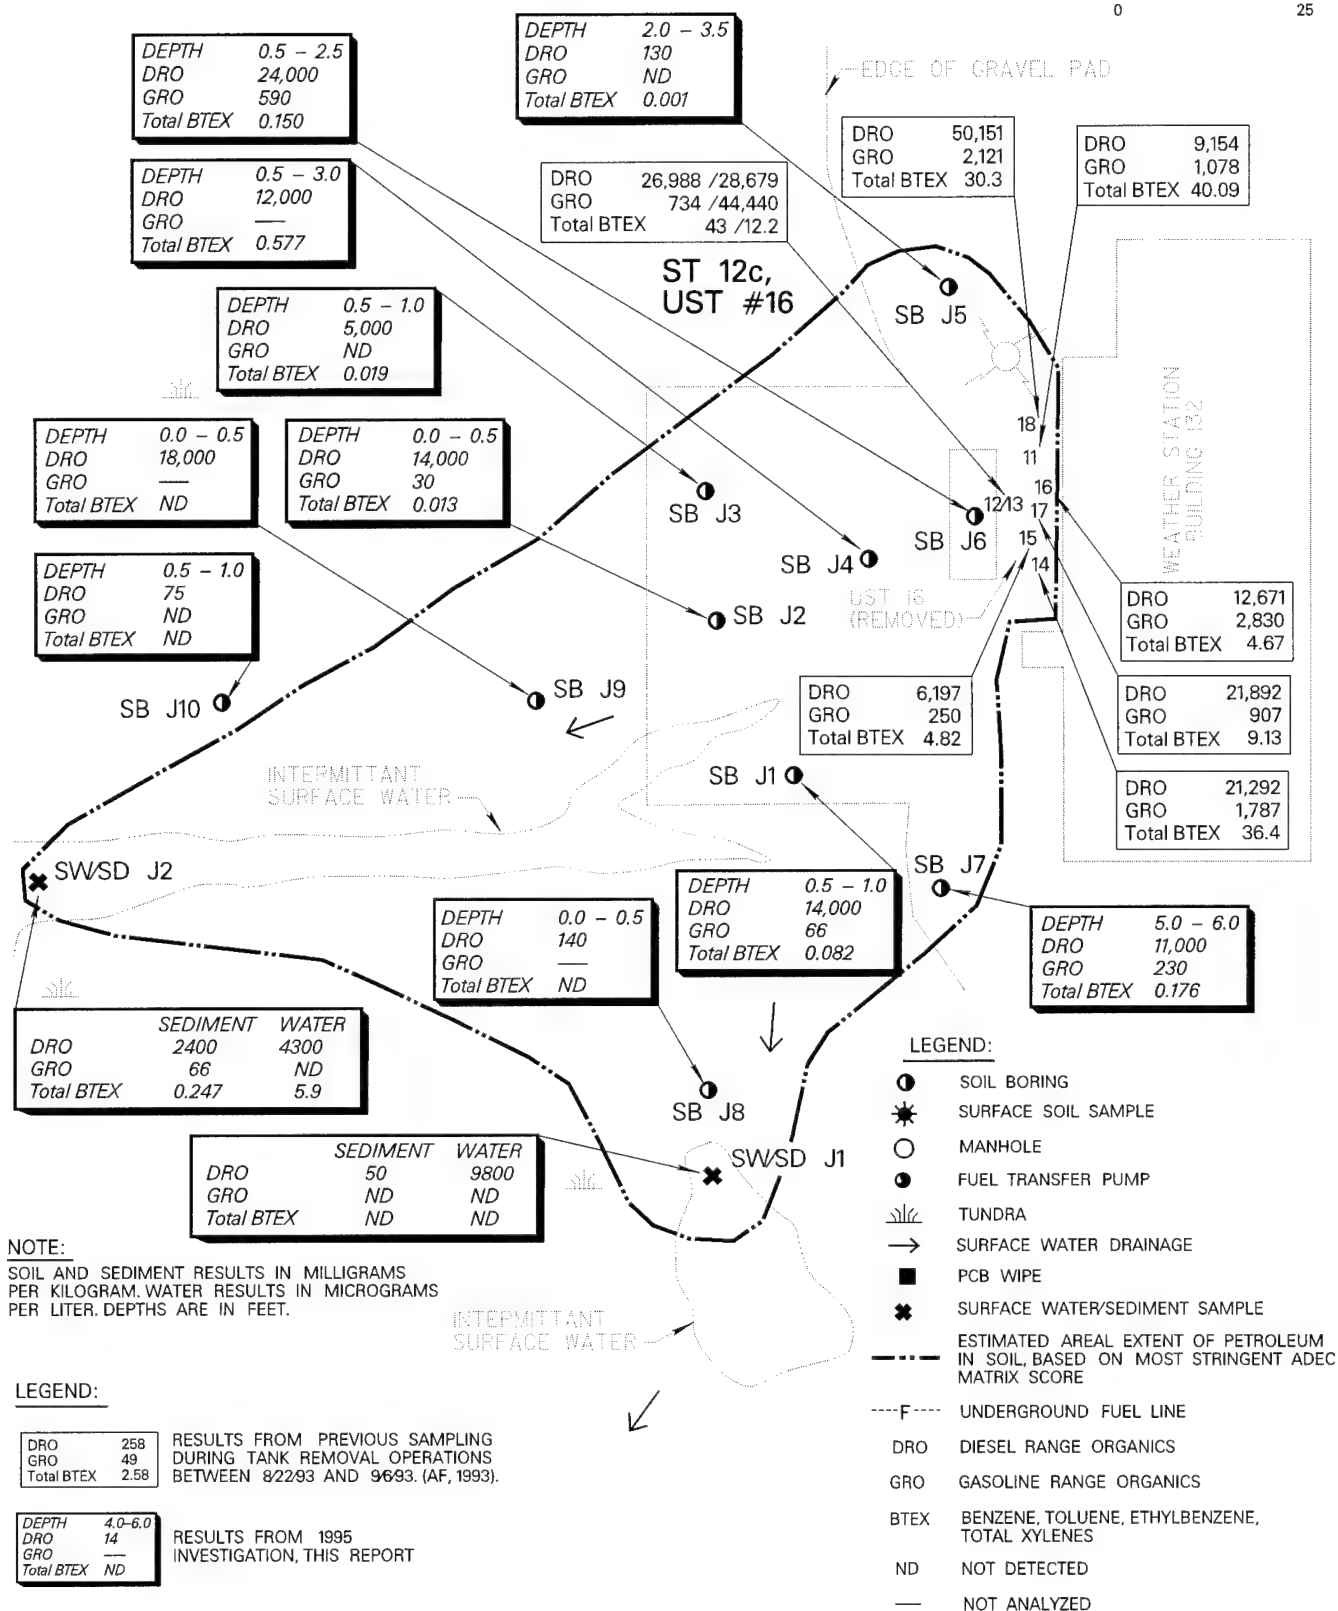 0 25
DEPTH 0.5 – 2.5
DRO 24,000
GRO 590
Total BTEX 0.150
DEPTH 2.0 – 3.5
DRO 130
GRO ND
Total BTEX 0.001
EDGE OF GRAVEL PAD
DEPTH 0.5 – 3.0
DRO 12,000
GRO —
Total BTEX 0.577
DRO 26,988 /28,679
GRO 734 /44,440
Total BTEX 43 /12.2
DRO 50,151
GRO 2,121
Total BTEX 30.3
DRO 9,154
GRO 1,078
Total BTEX 40.09
ST 12c,
UST #16
DEPTH 0.5 – 1.0
DRO 5,000
GRO ND
Total BTEX 0.019
SB J5
DEPTH 0.0 – 0.5
DRO 18,000
GRO —
Total BTEX ND
DEPTH 0.0 – 0.5
DRO 14,000
GRO 30
Total BTEX 0.013
WEATHER STATION
BUILDING 132
18
11
16
12/13
17
15
14
SB J3
SB J6
SB J4
UST 16
(REMOVED)
SB J2
DEPTH 0.5 – 1.0
DRO 75
GRO ND
Total BTEX ND
DRO 12,671
GRO 2,830
Total BTEX 4.67
SB J10
SB J9
DRO 6,197
GRO 250
Total BTEX 4.82
DRO 21,892
GRO 907
Total BTEX 9.13
INTERMITTANT
SURFACE WATER
SB J1
DRO 21,292
GRO 1,787
Total BTEX 36.4
SW/SD J2
SB J7
DEPTH 0.5 – 1.0
DRO 14,000
GRO 66
Total BTEX 0.082
DEPTH 0.0 – 0.5
DRO 140
GRO —
Total BTEX ND
DEPTH 5.0 – 6.0
DRO 11,000
GRO 230
Total BTEX 0.176
SEDIMENT WATER
DRO 2400 4300
GRO 66 ND
Total BTEX 0.247 5.9
SB J8
SEDIMENT WATER
DRO 50 9800
GRO ND ND
Total BTEX ND ND
SW/SD J1
INTERMITTANT
SURFACE WATER
NOTE:
SOIL AND SEDIMENT RESULTS IN MILLIGRAMS
PER KILOGRAM. WATER RESULTS IN MICROGRAMS
PER LITER. DEPTHS ARE IN FEET.
LEGEND:
DRO 258
GRO 49
Total BTEX 2.58
RESULTS FROM PREVIOUS SAMPLING
DURING TANK REMOVAL OPERATIONS
BETWEEN 8/22/93 AND 9/6/93. (AF, 1993).
DEPTH 4.0–6.0
DRO 14
GRO —
Total BTEX ND
RESULTS FROM 1995
INVESTIGATION, THIS REPORT
LEGEND:
SOIL BORING
SURFACE SOIL SAMPLE
MANHOLE
FUEL TRANSFER PUMP
TUNDRA
SURFACE WATER DRAINAGE
PCB WIPE
SURFACE WATER/SEDIMENT SAMPLE
ESTIMATED AREAL EXTENT OF PETROLEUM
IN SOIL, BASED ON MOST STRINGENT ADEC
MATRIX SCORE
----F---- UNDERGROUND FUEL LINE
DRO DIESEL RANGE ORGANICS
GRO GASOLINE RANGE ORGANICS
BTEX BENZENE, TOLUENE, ETHYLBENZENE,
TOTAL XYLENES
ND NOT DETECTED
— NOT ANALYZED